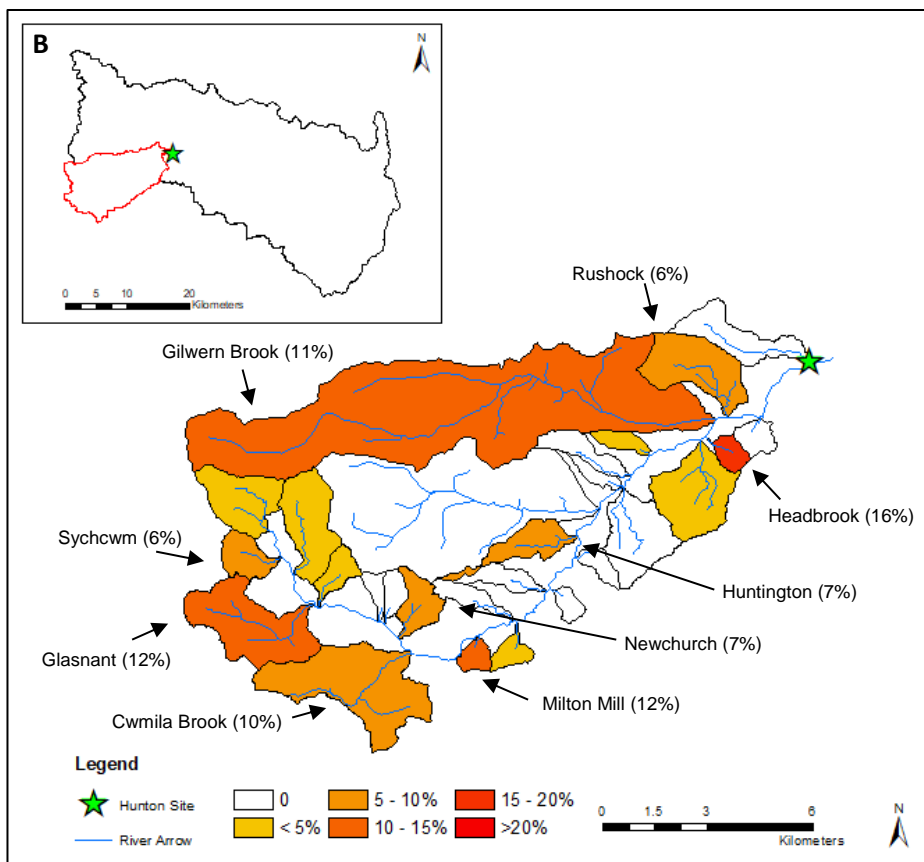 B
N
0 5 10 20
Kilometers
Rushock (6%)
Gilwern Brook (11%)
Headbrook (16%)
Sychcwm (6%)
Huntington (7%)
Newchurch (7%)
Glasnant (12%)
Milton Mill (12%)
Cwmila Brook (10%)
Legend
Hunton Site
River Arrow
0
5 - 10%
15 - 20%
< 5%
10 - 15%
>20%
0 1.5 3 6
Kilometers
N